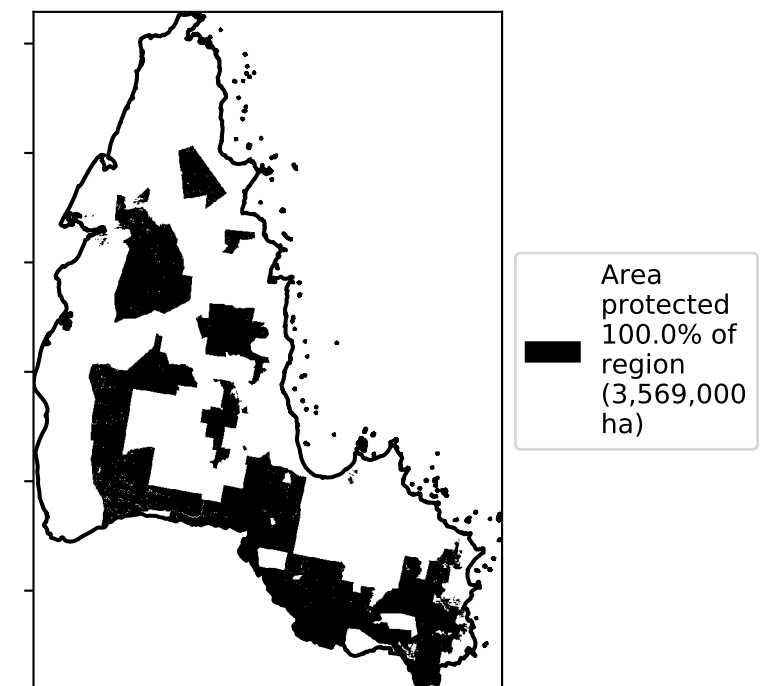 Area
protected
100.0% of
region
(3,569,000
ha)